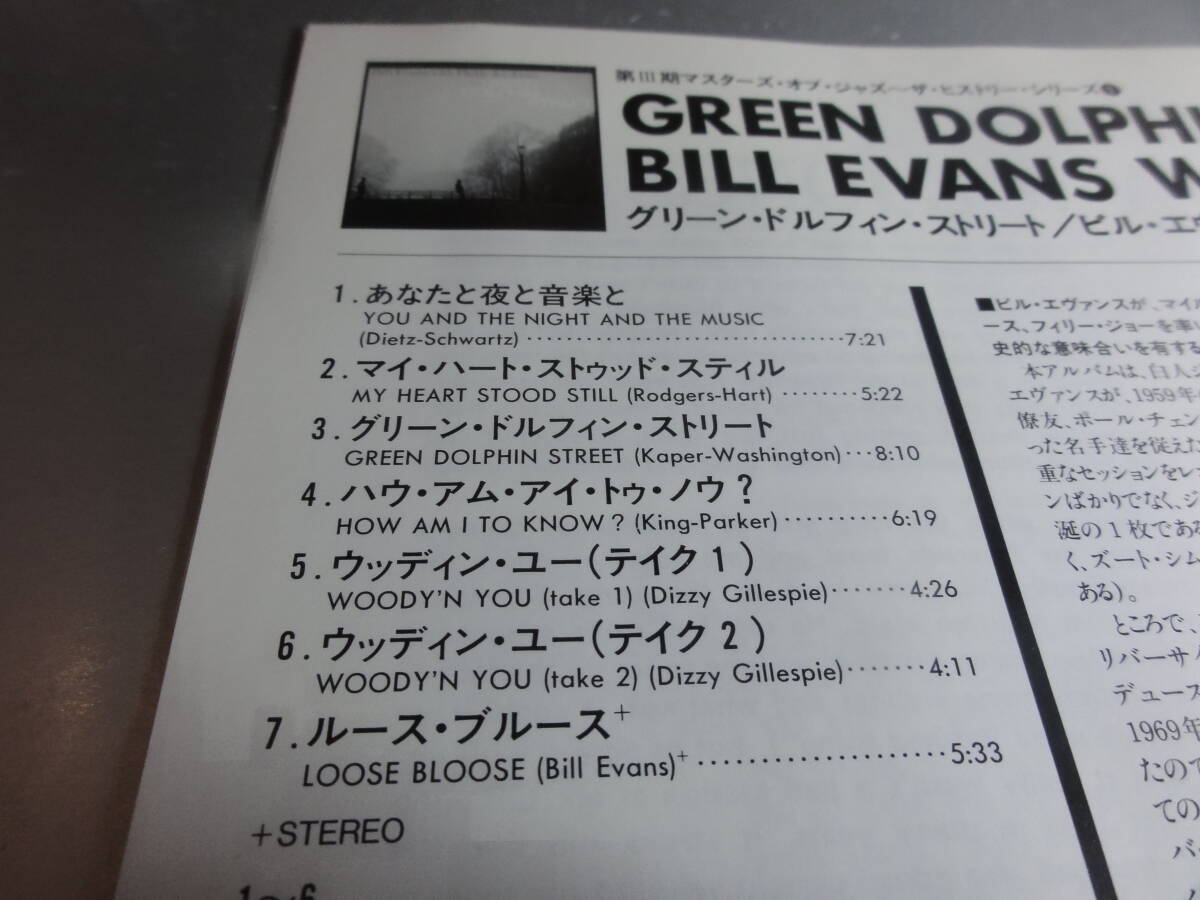 第III期マスターズ・オブ・ジャズ〜ザ・ヒストリー・シリーズ
GREEN DOLPHI
BILL EVANS W
グリーン・ドルフィン・ストリート/ビル・エヴ
1.あなたと夜と音楽と
YOU AND THE NIGHT AND THE MUSIC
(Dietz-Schwartz) 7:21
2.マイ・ハート・ストゥッド・スティル
MY HEART STOOD STILL (Rodgers-Hart) 5:22
3.グリーン・ドルフィン・ストリート
GREEN DOLPHIN STREET (Kaper-Washington) 8:10
4.ハウ・アム・アイ・トゥ・ノウ?
HOW AM I TO KNOW? (King-Parker) 6:19
5.ウッディン・ユー(テイク1)
WOODY'N YOU (take 1) (Dizzy Gillespie) 4:26
6.ウッディン・ユー(テイク2)
WOODY'N YOU (take 2) (Dizzy Gillespie) 4:11
7.ルース・ブルース+
LOOSE BLOOSE (Bill Evans)+ 5:33
+STEREO
1〜6
■ビル・エヴァンスが、マイル
ース、フィリー・ジョーを率い
史的な意味合いを有する
本アルバムは、白人ジ
エヴァンスが、1959年
僚友、ポール・チェン
った名手達を従えた
重なセッションをレ
ンばかりでなく、ジ
誕の1枚である
く、ズート・シム
ある)。
ところで、
リバーサイ
デュース
1969年
たので
ての
バー